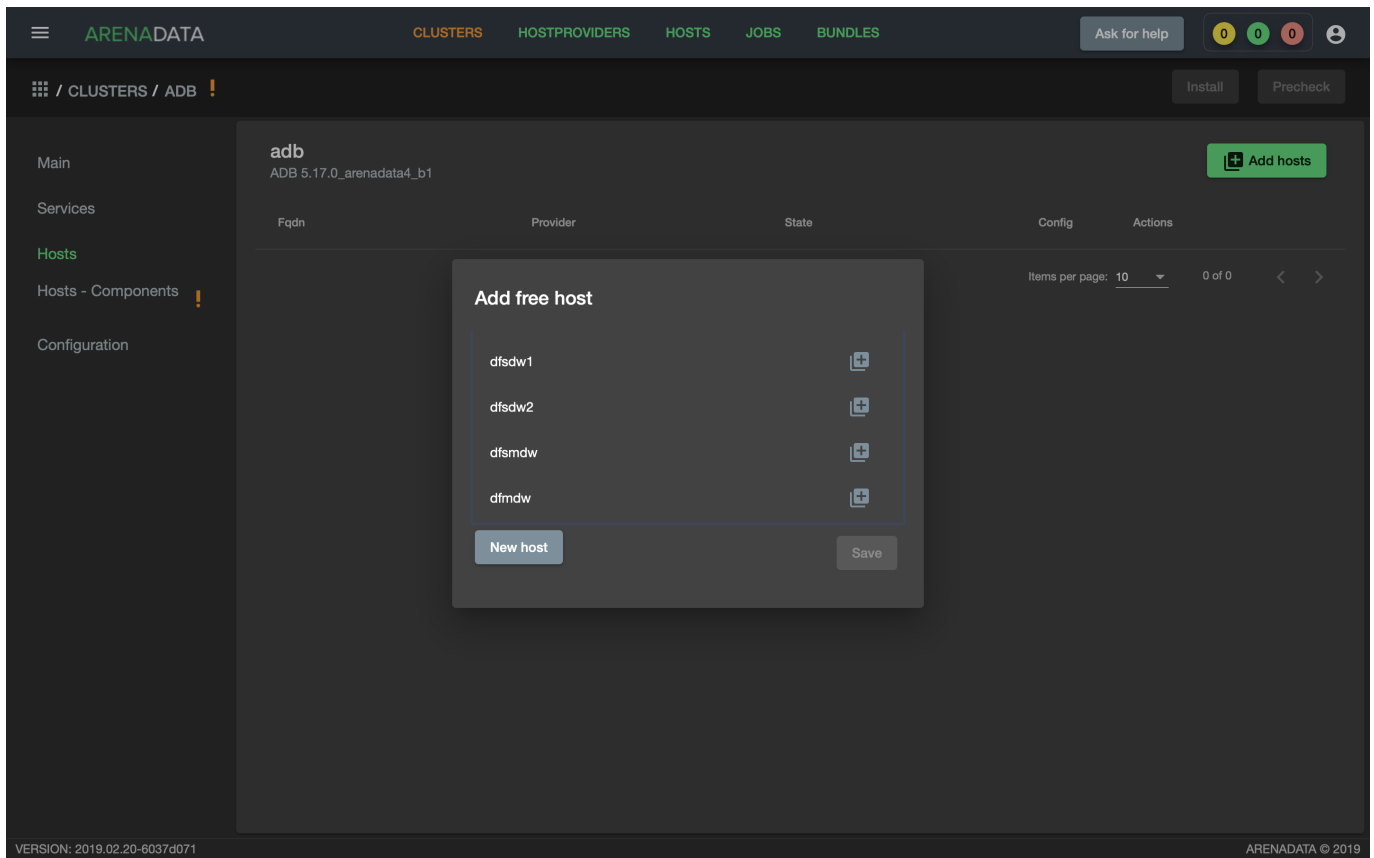 ARENADATA CLUSTERS HOSTPROVIDERS HOSTS JOBS BUNDLES Ask for help 0 0 0
/ CLUSTERS / ADB ! Install Precheck
Main
Services
Hosts
Hosts - Components !
Configuration
adb
ADB 5.17.0_arenadata4_b1
Add hosts
Fqdn Provider State Config Actions
Items per page: 10 0 of 0
Add free host
dfsdw1
dfsdw2
dfsmdw
dfmdw
New host Save
VERSION: 2019.02.20-6037d071 ARENADATA © 2019